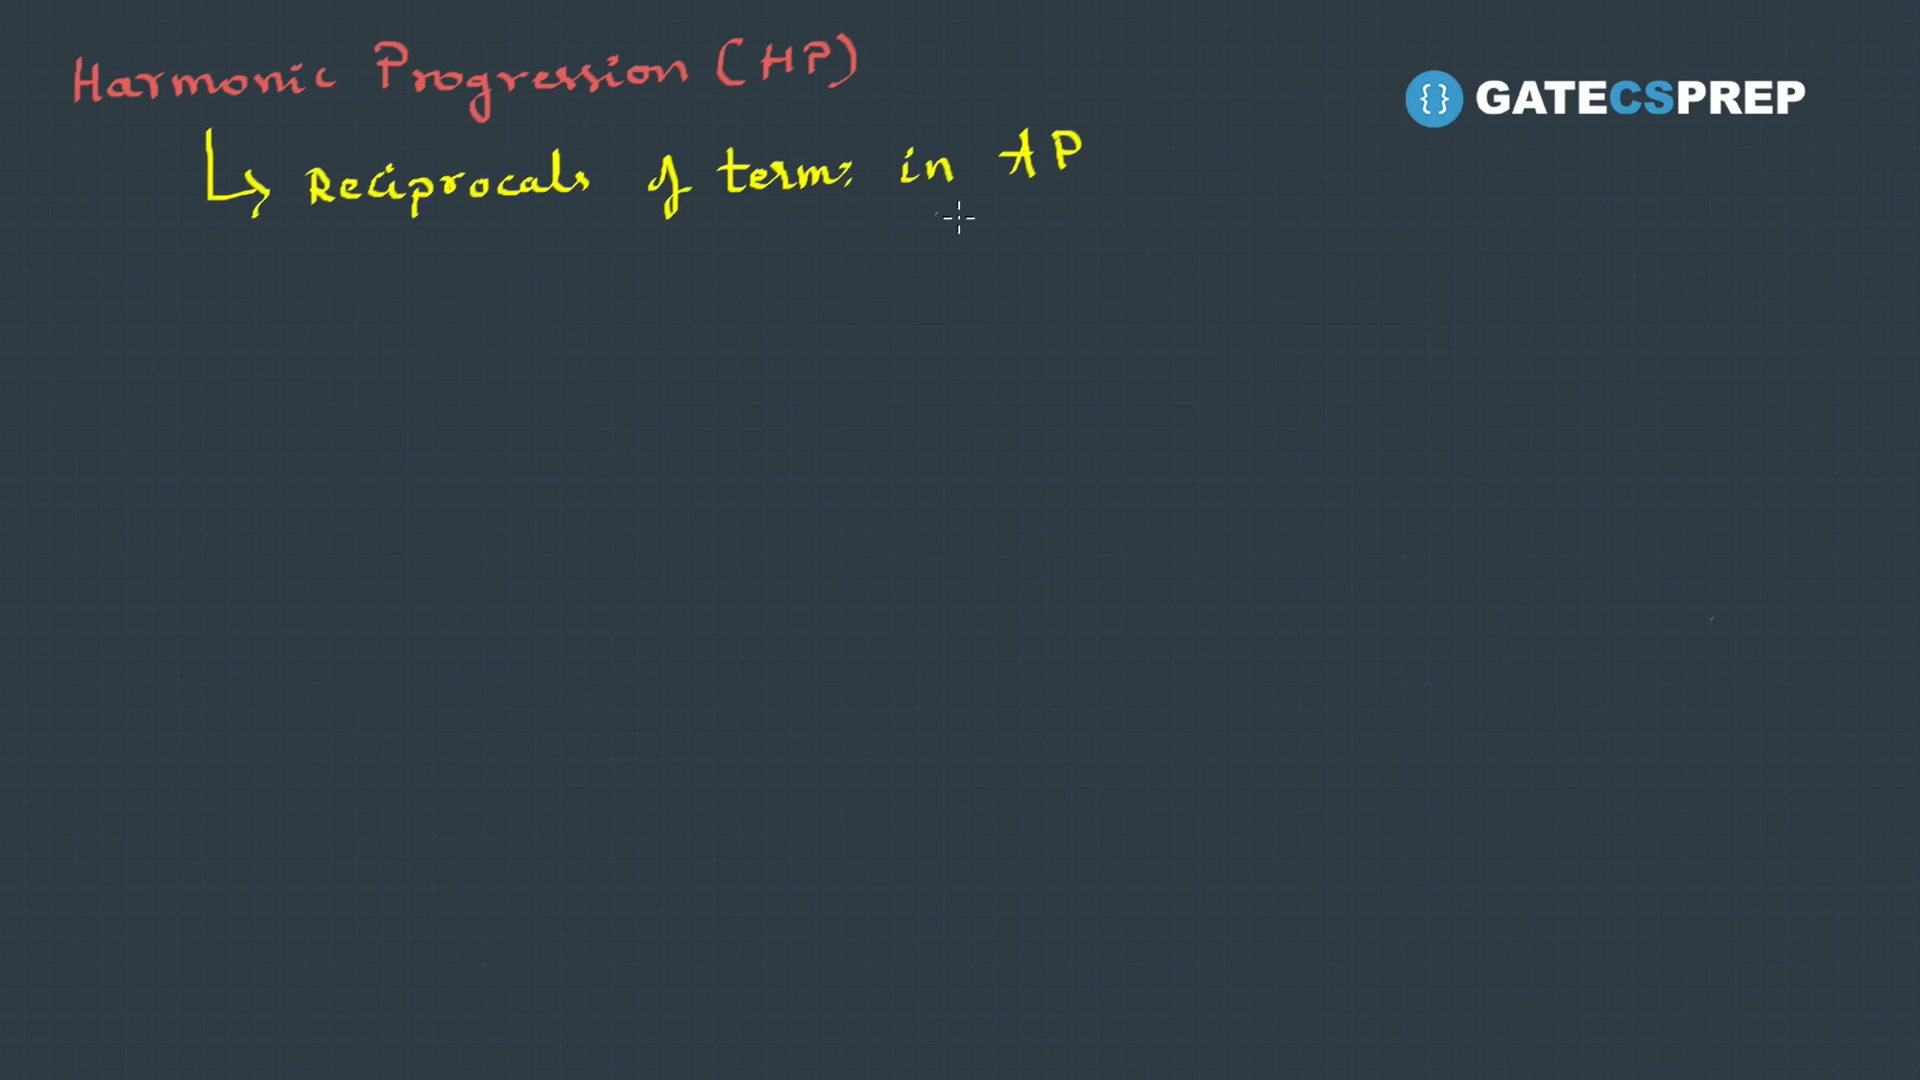 Harmonic Progression (HP)
GATECSPREP
Reciprocals of terms in AP